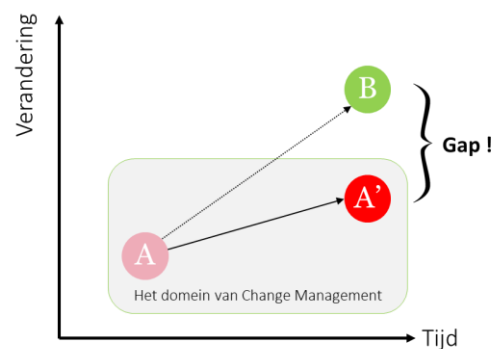 Verandering
B
Gap !
A’
A
Het domein van Change Management
Tijd